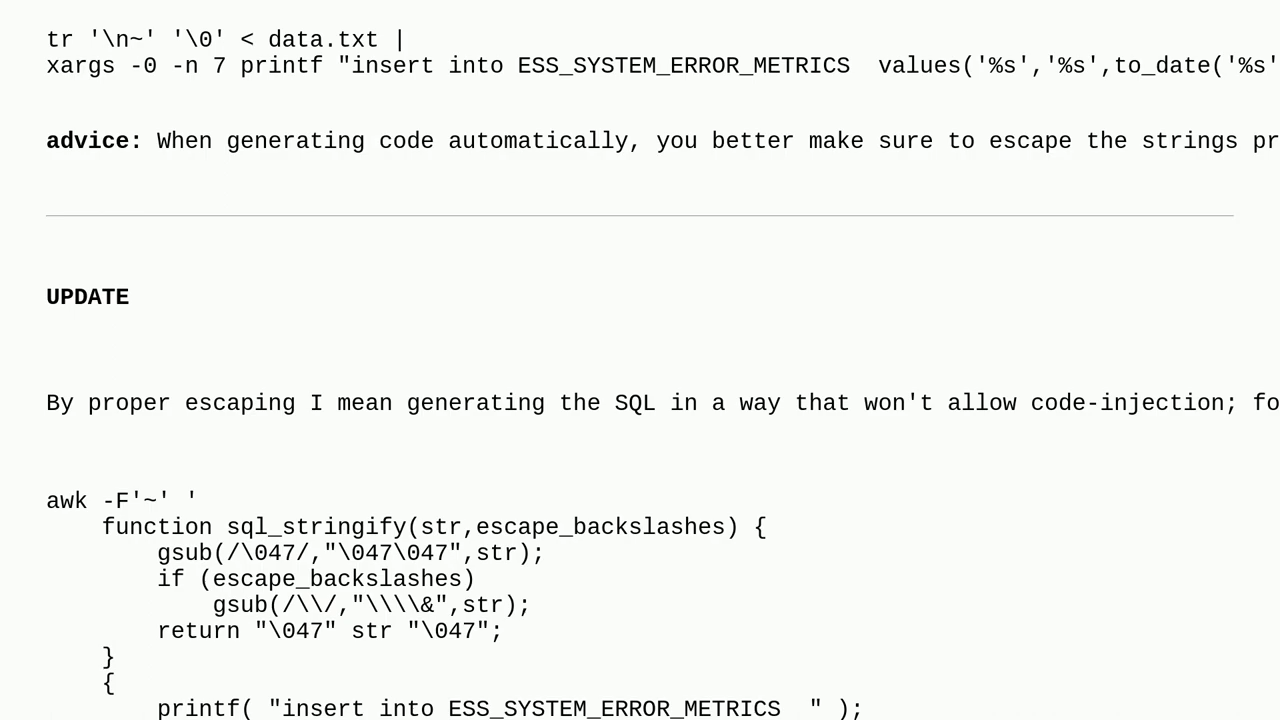 tr '\n~' '\0' < data.txt |
xargs -0 -n 7 printf "insert into ESS_SYSTEM_ERROR_METRICS  values('%s','%s',to_date('%s'
advice: When generating code automatically, you better make sure to escape the strings pr
UPDATE
By proper escaping I mean generating the SQL in a way that won't allow code-injection; fo
awk -F'~' '
    function sql_stringify(str,escape_backslashes) {
        gsub(/\047/,"\047\047",str);
        if (escape_backslashes)
            gsub(/\\/,"\\\\&",str);
        return "\047" str "\047";
    }
    {
        printf( "insert into ESS_SYSTEM_ERROR_METRICS  " );